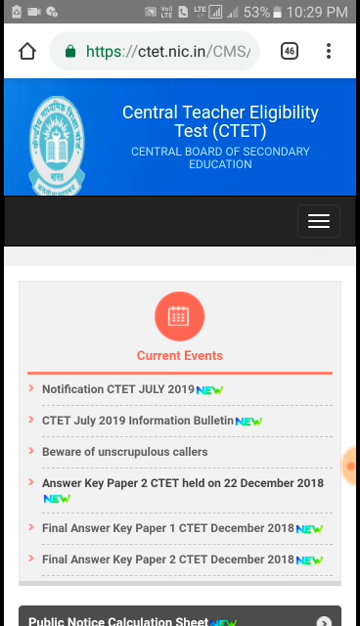 53% 10:29 PM
https://ctet.nic.in/CMS/
46
Central Teacher Eligibility
Test (CTET)
CENTRAL BOARD OF SECONDARY
EDUCATION
भारत
Current Events
Notification CTET JULY 2019 NEW
CTET July 2019 Information Bulletin NEW
Beware of unscrupulous callers
Answer Key Paper 2 CTET held on 22 December 2018
NEW
Final Answer Key Paper 1 CTET December 2018 NEW
Final Answer Key Paper 2 CTET December 2018 NEW
Public Notice Calculation Sheet NEW